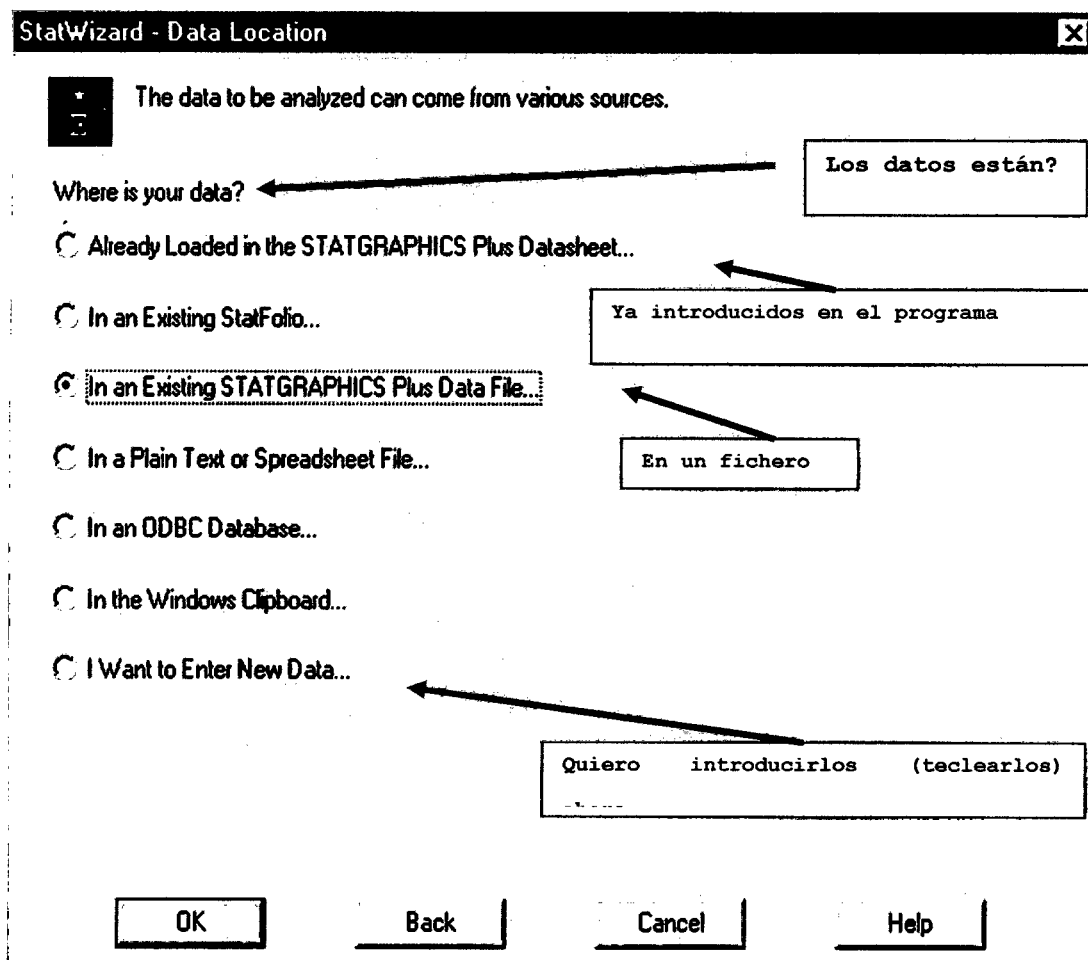 StatWizard - Data Location
The data to be analyzed can come from various sources.
Los datos están?
Where is your data?
Already Loaded in the STATGRAPHICS Plus Datasheet...
Ya introducidos en el programa
In an Existing StatFolio...
In an Existing STATGRAPHICS Plus Data File...
En un fichero
In a Plain Text or Spreadsheet File...
In an ODBC Database...
In the Windows Clipboard...
I Want to Enter New Data...
Quiero introducirlos (teclearlos)
OK Back Cancel Help